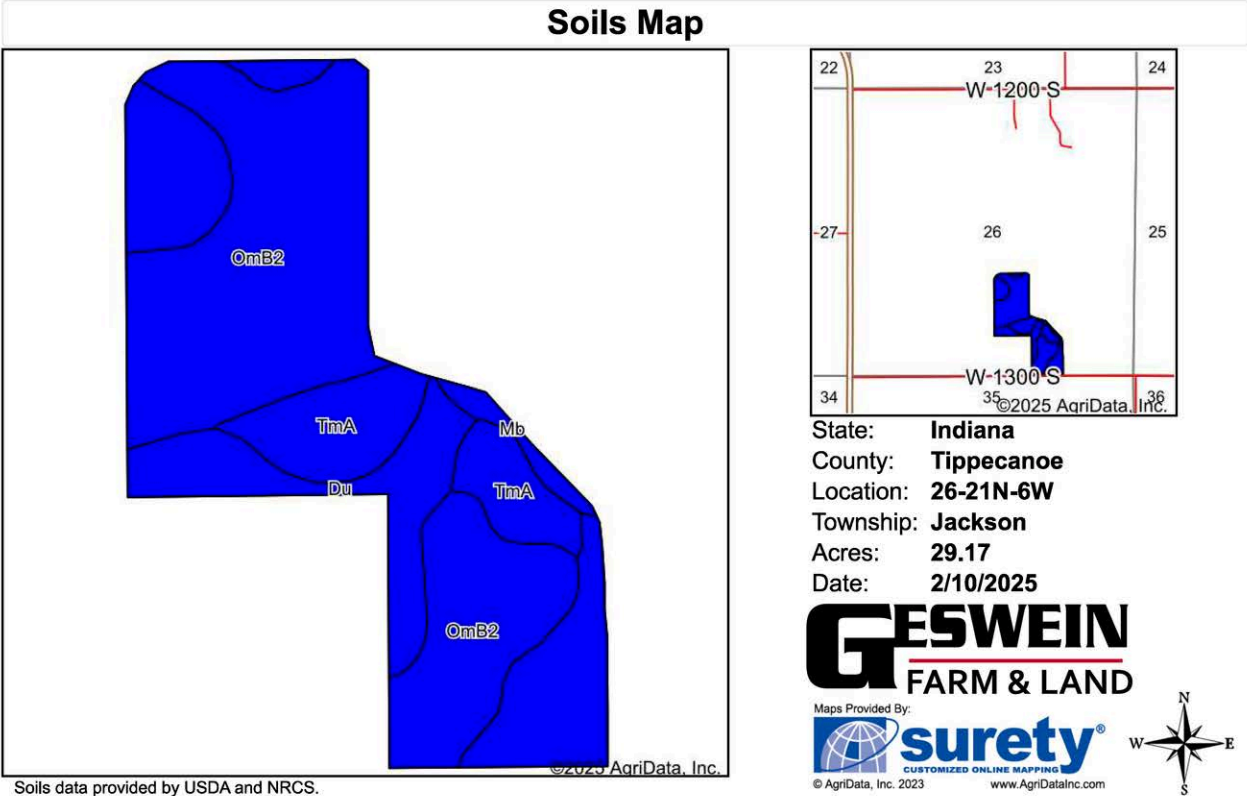 Soils Map
OmB2
TmA
Mb
Du
TmA
OmB2
©2025 AgriData, Inc.
Soils data provided by USDA and NRCS.
22
23
24
W 1200 S
27
26
25
W 1300 S
34
35
36
©2025 AgriData, Inc.
State: Indiana
County: Tippecanoe
Location: 26-21N-6W
Township: Jackson
Acres: 29.17
Date: 2/10/2025
GESWEIN
FARM & LAND
Maps Provided By:
surety®
CUSTOMIZED ONLINE MAPPING
© AgriData, Inc. 2023 www.AgriDataInc.com
N
W E
S